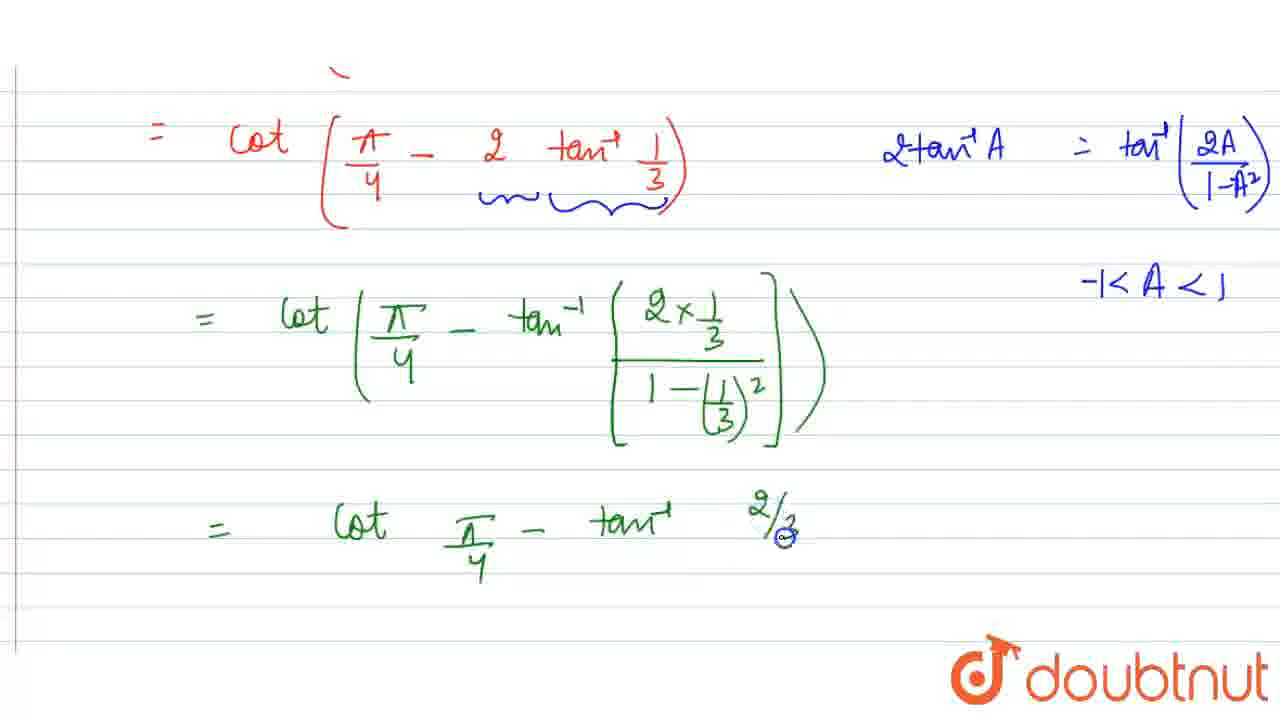 = cot (π/4 - 2 tan⁻¹ 1/3)
2tan⁻¹ A = tan⁻¹ (2A/1-A²)
-1 < A < 1
= cot (π/4 - tan⁻¹ [2 × 1/3 / 1 - (1/3)²])
= cot π/4 - tan⁻¹ 2/3
doubtnut